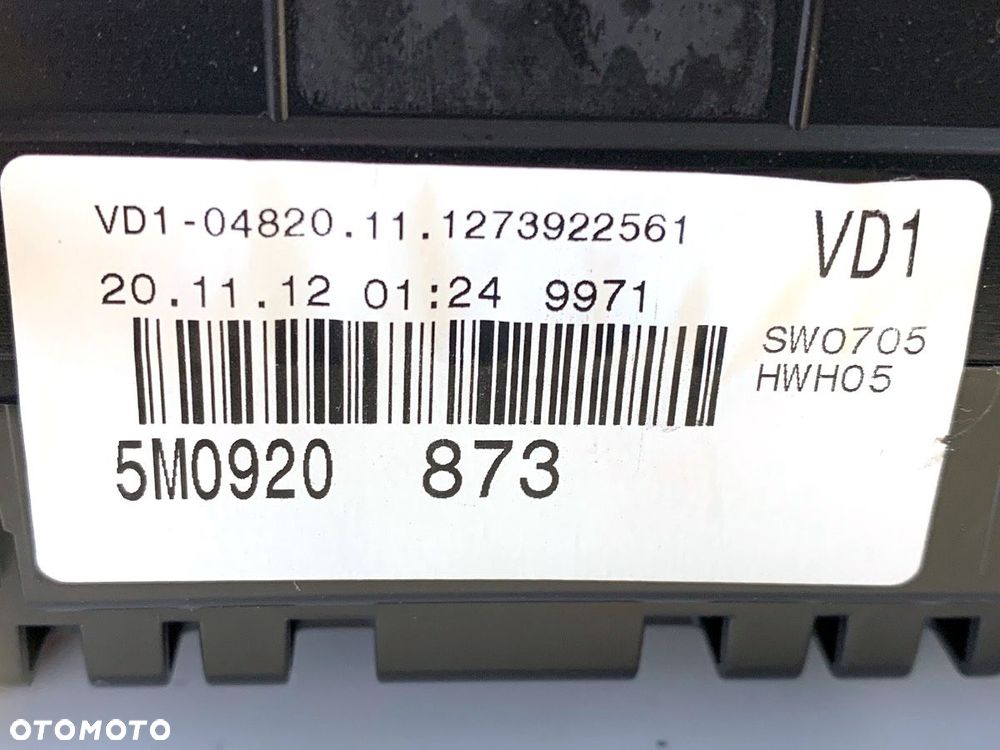 VD1-04820.11.1273922561
VD1
20.11.12 01:24 9971
SW0705
HWH05
5M0920 873
OTOMOTO